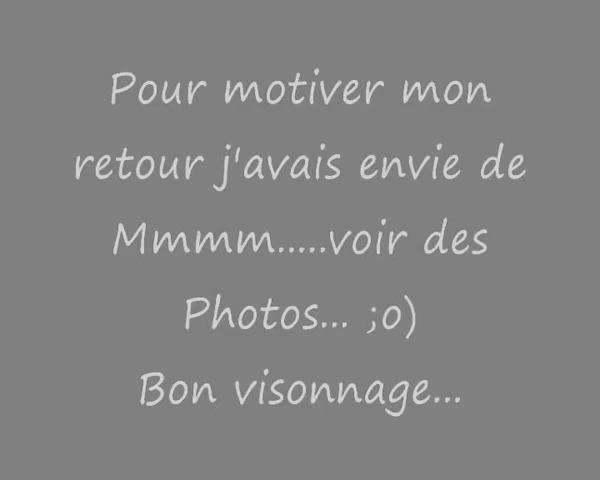 Pour motiver mon
retour j'avais envie de
Mmmm.....voir des
Photos... ;o)
Bon visonnage...